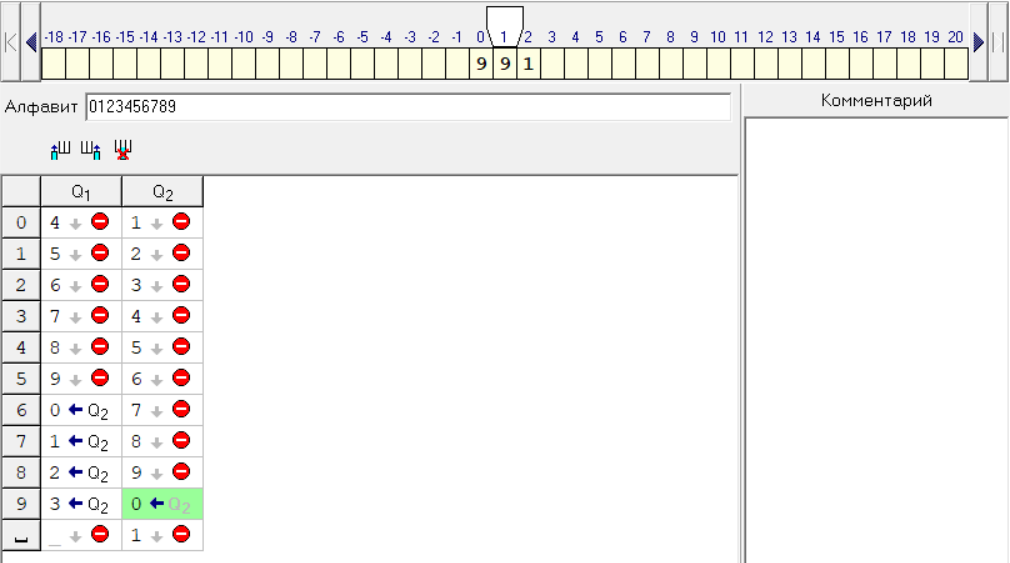 -18 -17 -16 -15 -14 -13 -12 -11 -10 -9 -8 -7 -6 -5 -4 -3 -2 -1 0 1 2 3 4 5 6 7 8 9 10 11 12 13 14 15 16 17 18 19 20
9 9 1
Алфавит 0123456789
Комментарий
Q1 Q2
0 4 ↓ 1 ↓
1 5 ↓ 2 ↓
2 6 ↓ 3 ↓
3 7 ↓ 4 ↓
4 8 ↓ 5 ↓
5 9 ↓ 6 ↓
6 0 ← Q2 7 ↓
7 1 ← Q2 8 ↓
8 2 ← Q2 9 ↓
9 3 ← Q2 0 ← Q2
␣ _ ↓ 1 ↓